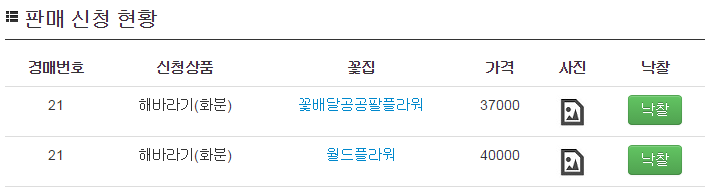 판매 신청 현황
경매번호 신청상품 꽃집 가격 사진 낙찰
21 해바라기(화분) 꽃배달공공팔플라워 37000 낙찰
21 해바라기(화분) 월드플라워 40000 낙찰